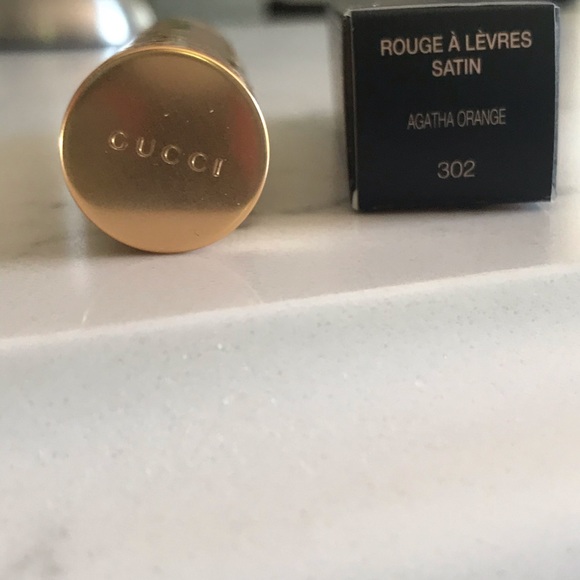 GUCCI
ROUGE À LÈVRES
SATIN
AGATHA ORANGE
302